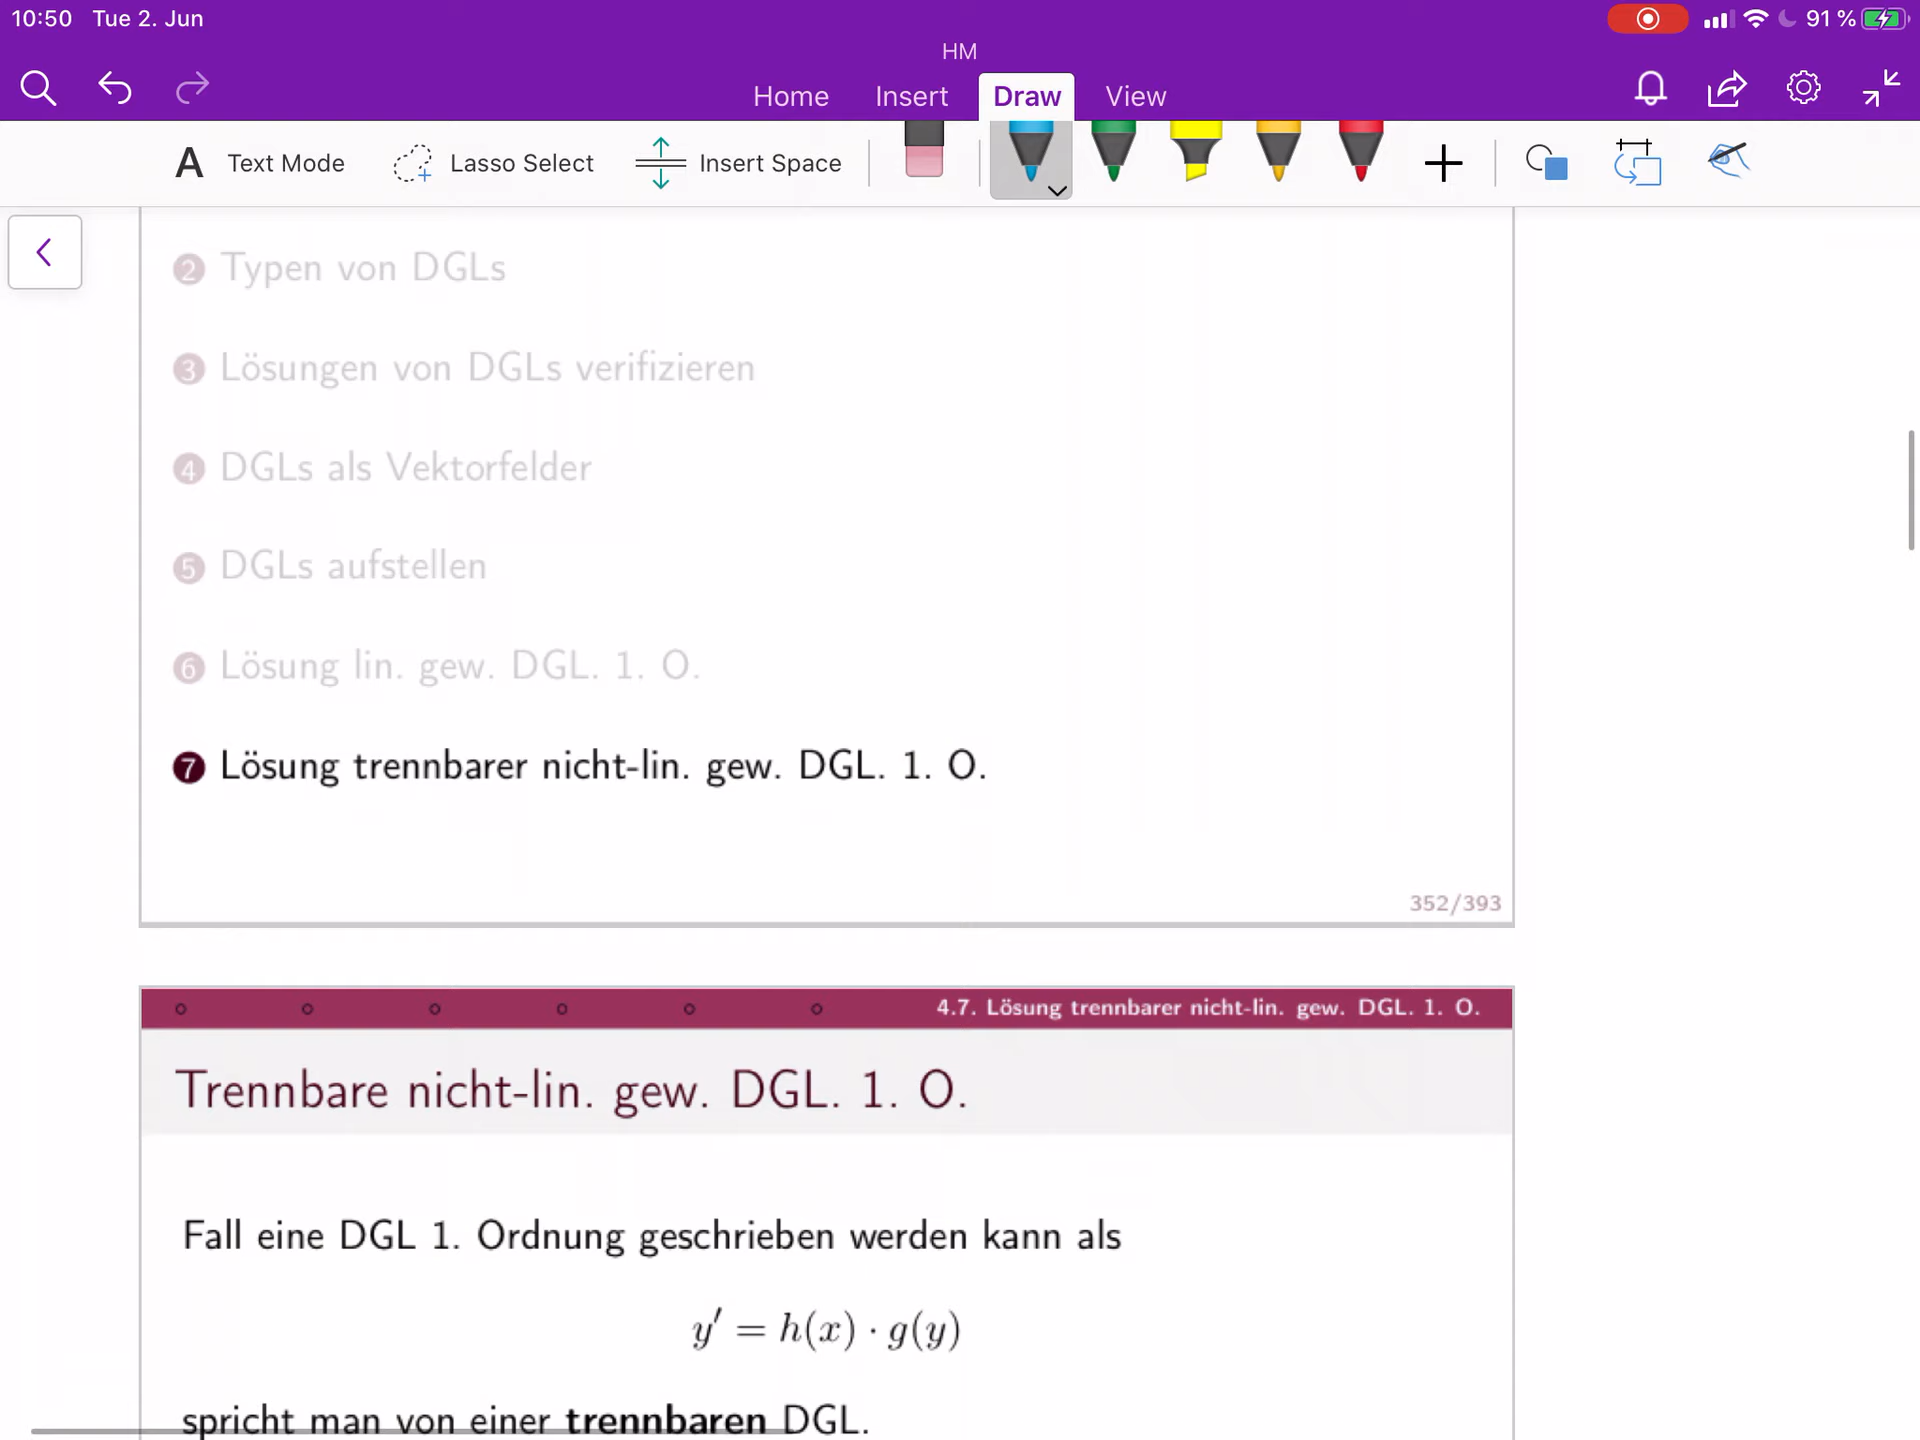 10:50 Tue 2. Jun
91 %
HM
Home Insert Draw View
A Text Mode Lasso Select Insert Space
2 Typen von DGLs
3 Lösungen von DGLs verifizieren
4 DGLs als Vektorfelder
5 DGLs aufstellen
6 Lösung lin. gew. DGL. 1. O.
7 Lösung trennbarer nicht-lin. gew. DGL. 1. O.
352/393
4.7. Lösung trennbarer nicht-lin. gew. DGL. 1. O.
Trennbare nicht-lin. gew. DGL. 1. O.
Fall eine DGL 1. Ordnung geschrieben werden kann als
y′ = h(x) · g(y)
spricht man von einer trennbaren DGL.